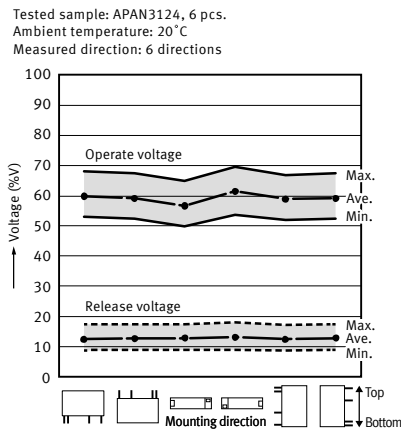 Tested sample: APAN3124, 6 pcs.
Ambient temperature: 20˚C
Measured direction: 6 directions
Voltage (%V)
100
90
80
70
60
50
40
30
20
10
0
Operate voltage
Max.
Ave.
Min.
Release voltage
Max.
Ave.
Min.
Top
Bottom
Mounting direction